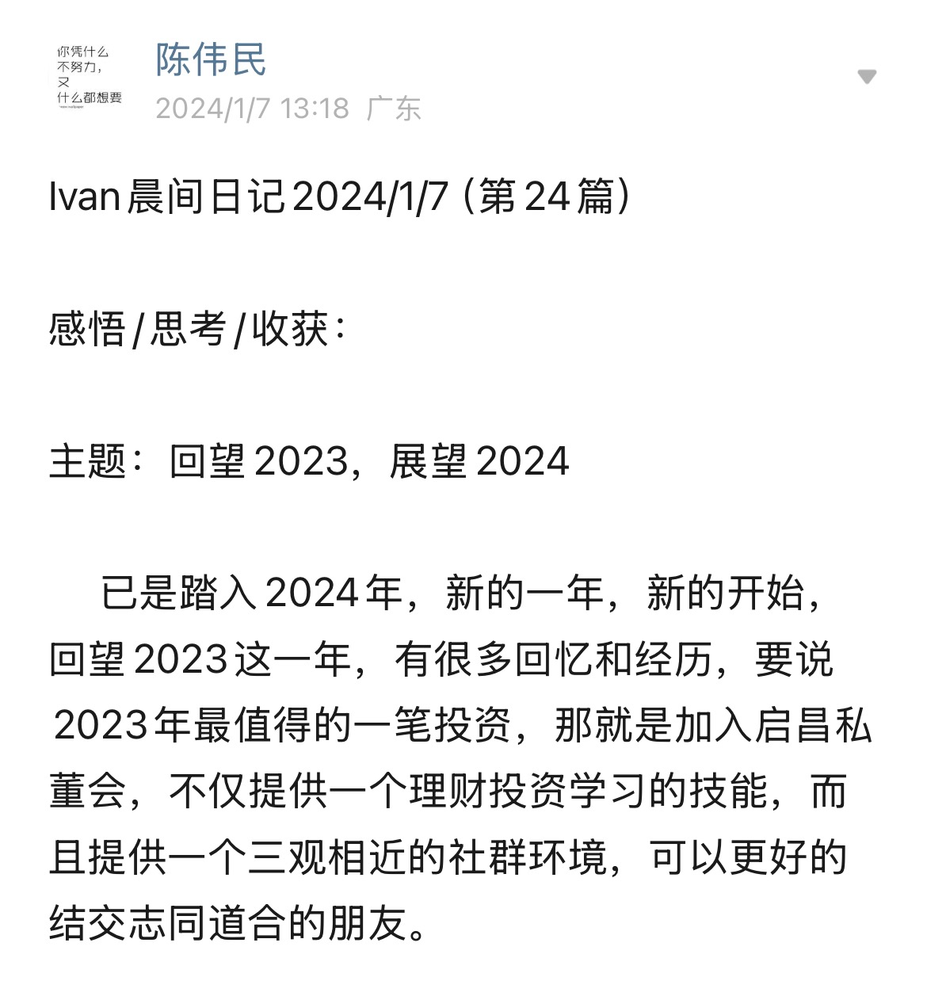 你凭什么
不努力，
又
什么都想要
陈伟民
2024/1/7 13:18 广东
Ivan晨间日记2024/1/7（第24篇）
感悟/思考/收获：
主题：回望2023，展望2024
已是踏入2024年，新的一年，新的开始，
回望2023这一年，有很多回忆和经历，要说
2023年最值得的一笔投资，那就是加入启昌私
董会，不仅提供一个理财投资学习的技能，而
且提供一个三观相近的社群环境，可以更好的
结交志同道合的朋友。